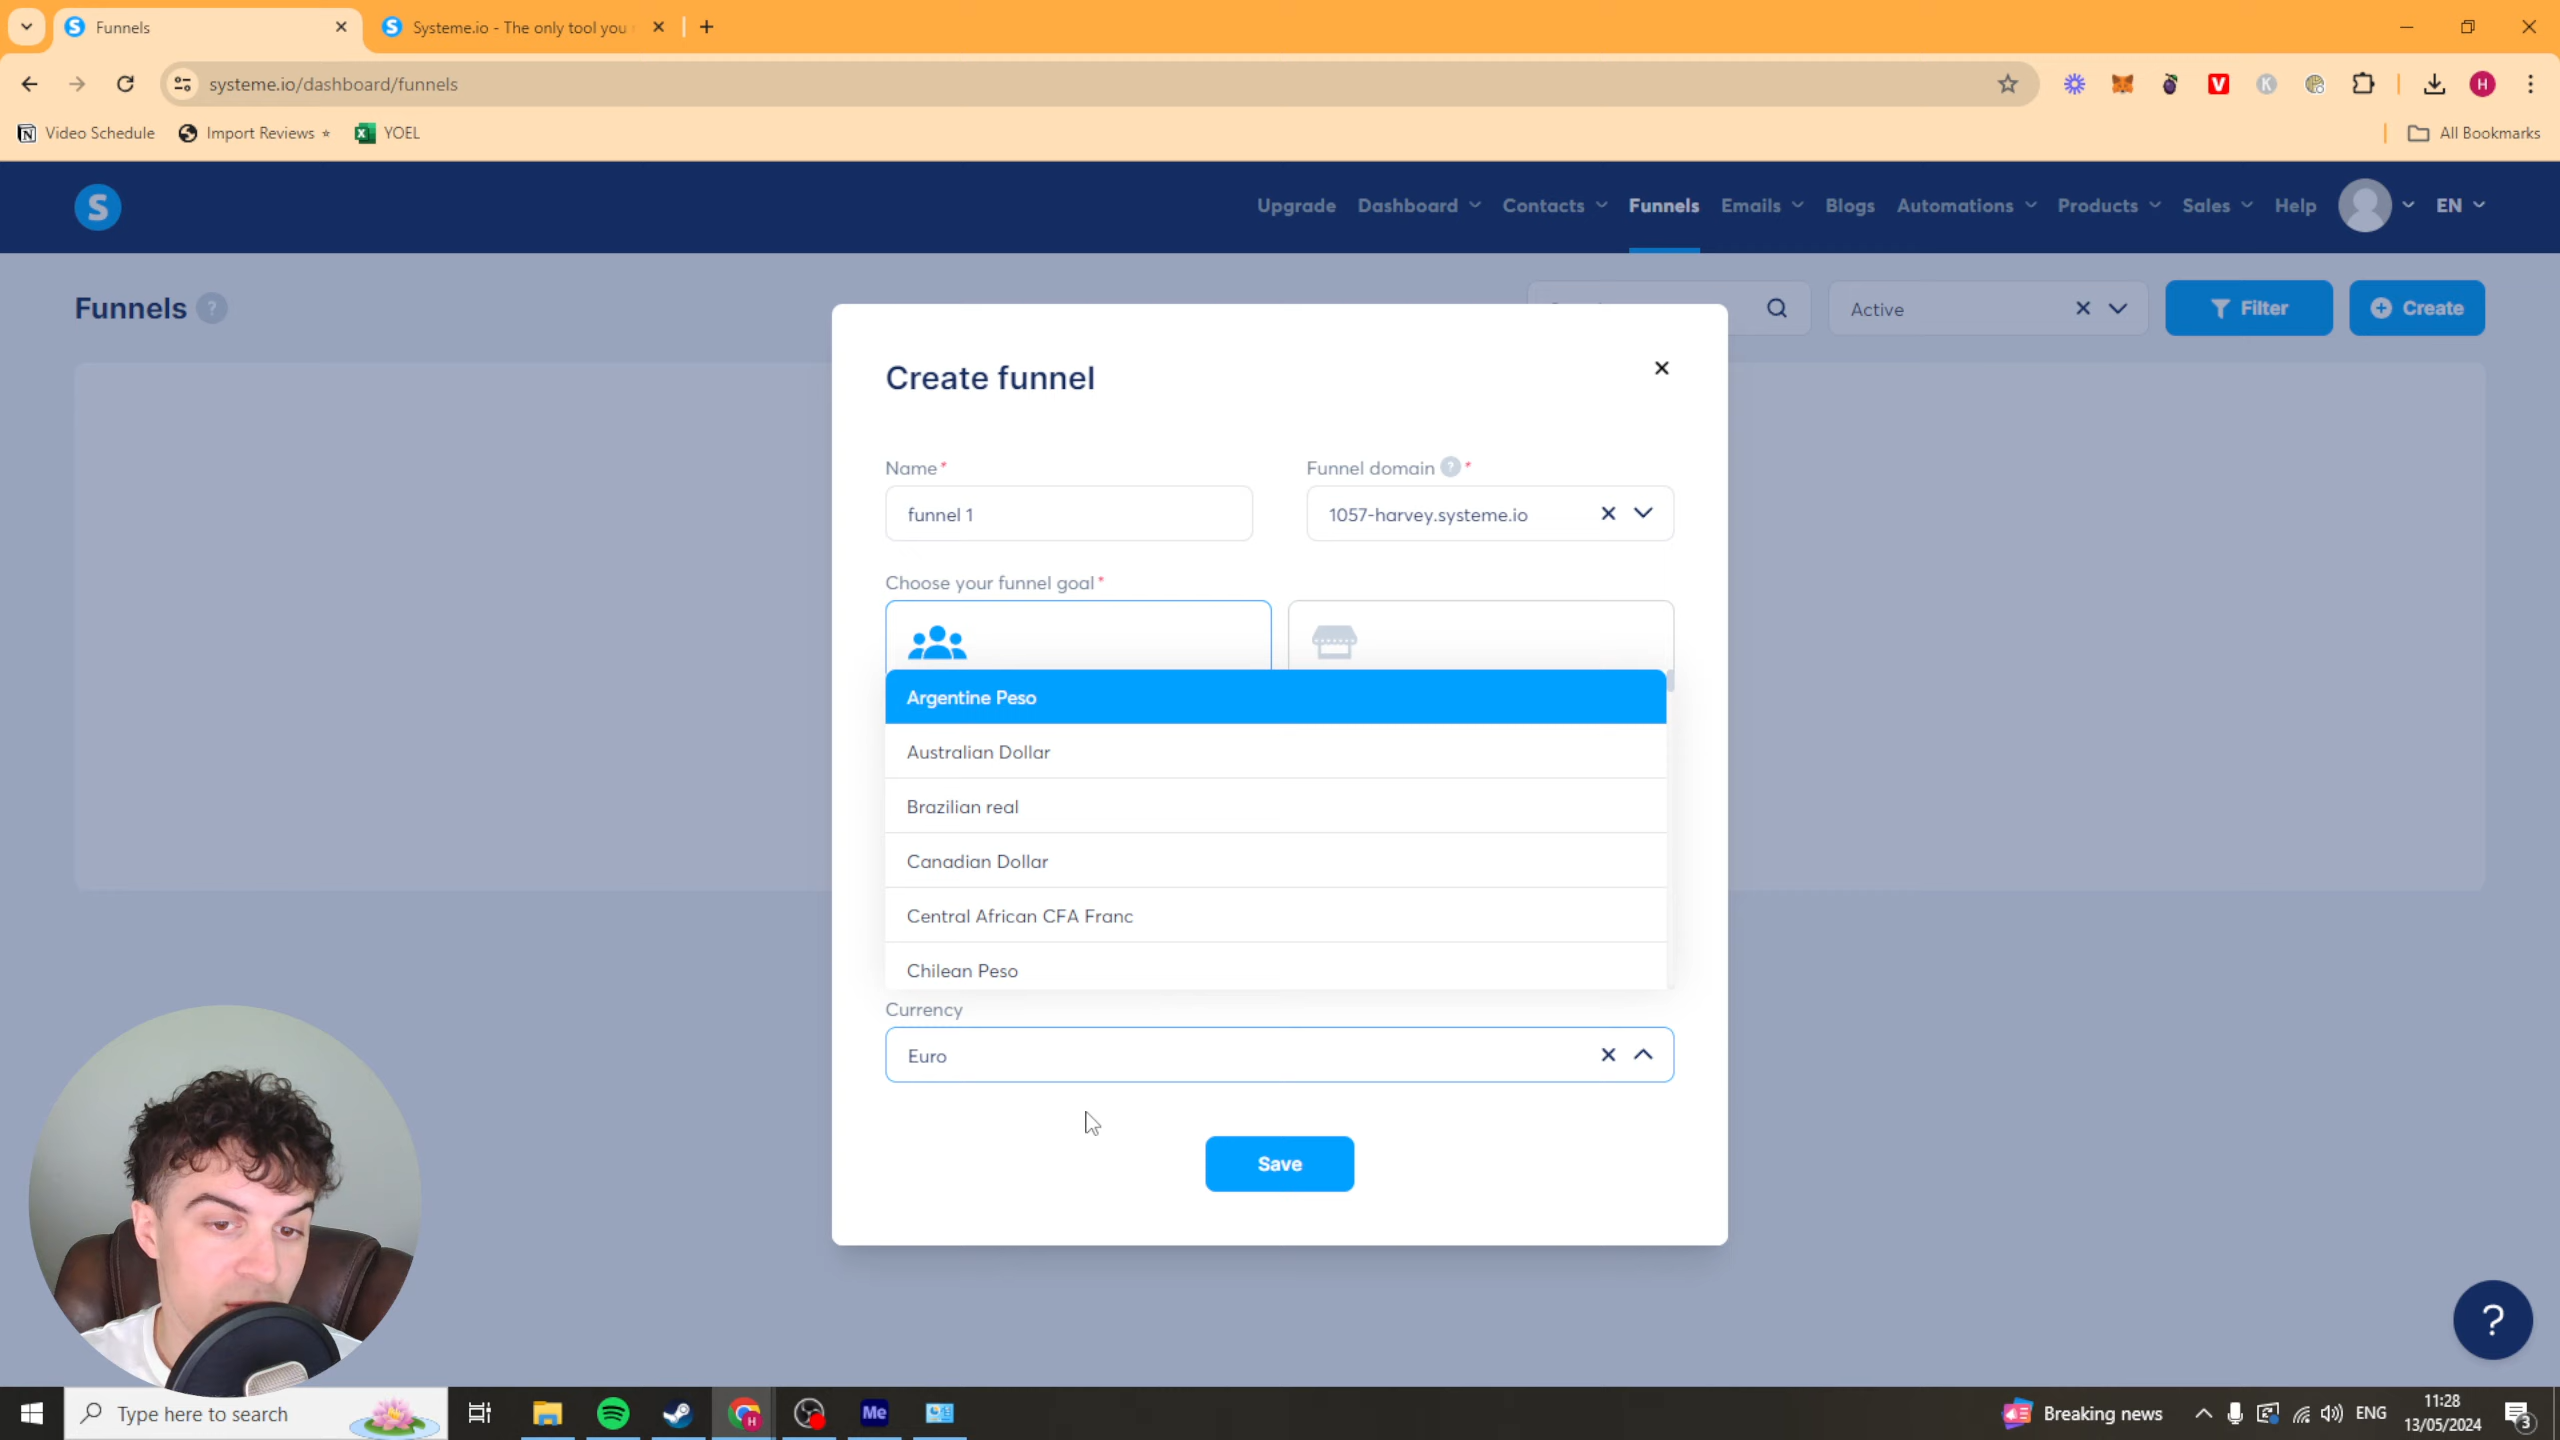 Funnels
Systeme.io - The only tool you
systeme.io/dashboard/funnels
Video Schedule
Import Reviews
YOEL
All Bookmarks
Upgrade
Dashboard
Contacts
Funnels
Emails
Blogs
Automations
Products
Sales
Help
EN
Funnels ?
Active
Filter
Create
Create funnel
Name*
Funnel domain ? *
funnel 1
1057-harvey.systeme.io
Choose your funnel goal*
Argentine Peso
Australian Dollar
Brazilian real
Canadian Dollar
Central African CFA Franc
Chilean Peso
Currency
Euro
Save
?
Type here to search
Me
Breaking news
ENG
11:28
13/05/2024
3